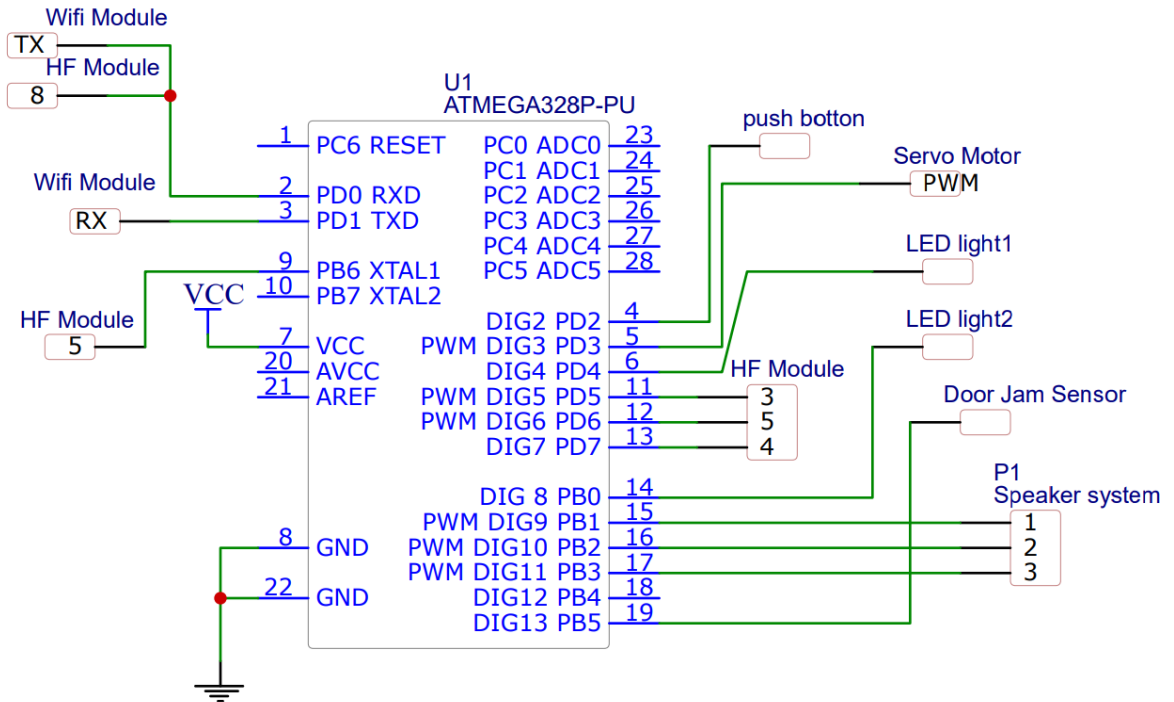 Wifi Module
TX
HF Module
8
U1
ATMEGA328P-PU
push botton
Servo Motor
PWM
Wifi Module
RX
LED light1
LED light2
HF Module
5
VCC
HF Module
3
5
4
Door Jam Sensor
P1
Speaker system
1
2
3
1 PC6 RESET
2 PD0 RXD
3 PD1 TXD
9 PB6 XTAL1
10 PB7 XTAL2
7 VCC
20 AVCC
21 AREF
8 GND
22 GND
PC0 ADC0 23
PC1 ADC1 24
PC2 ADC2 25
PC3 ADC3 26
PC4 ADC4 27
PC5 ADC5 28
DIG2 PD2 4
PWM DIG3 PD3 5
DIG4 PD4 6
PWM DIG5 PD5 11
PWM DIG6 PD6 12
DIG7 PD7 13
DIG 8 PB0 14
PWM DIG9 PB1 15
PWM DIG10 PB2 16
PWM DIG11 PB3 17
DIG12 PB4 18
DIG13 PB5 19